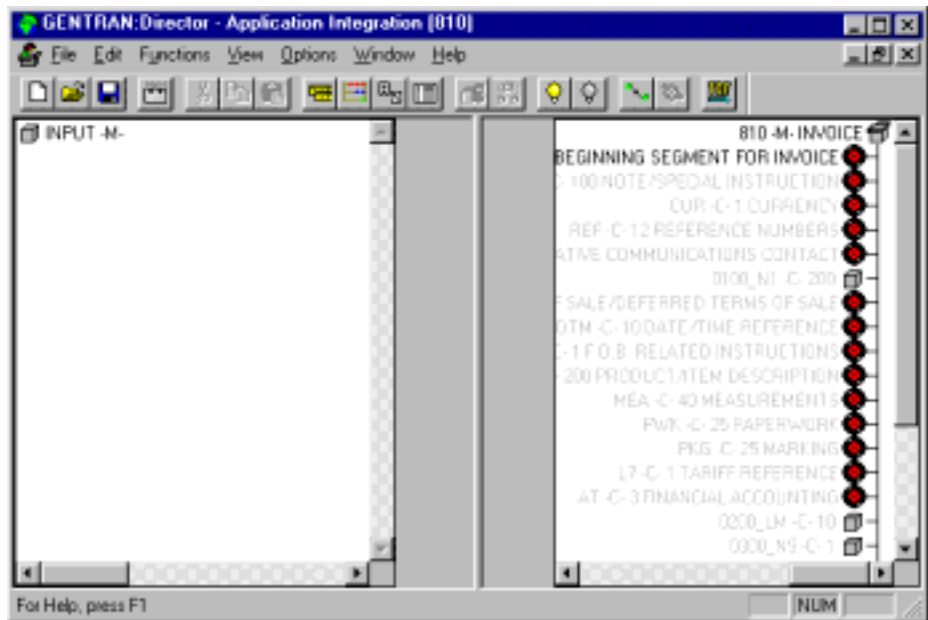 GENTRAN:Director - Application Integration [810]
File Edit Functions View Options Window Help
INPUT -M-
810 -M- INVOICE
BEGINNING SEGMENT FOR INVOICE
100 NOTE/SPECIAL INSTRUCTION
CUR -C- 1 CURRENCY
REF -C- 12 REFERENCE NUMBERS
ATIVE COMMUNICATIONS CONTACT
0100_N1 -C- 200
F SALE/DEFERRED TERMS OF SALE
DTM -C- 10 DATE/TIME REFERENCE
C- 1 F.O.B. RELATED INSTRUCTIONS
- 200 PRODUCT/ITEM DESCRIPTION
MEA -C- 40 MEASUREMENTS
PWK -C- 25 PAPERWORK
PKG -C- 25 MARKING
L7 -C- 1 TARIFF REFERENCE
AT -C- 3 FINANCIAL ACCOUNTING
0200_LM -C- 10
0300_N9 -C- 1
For Help, press F1
NUM